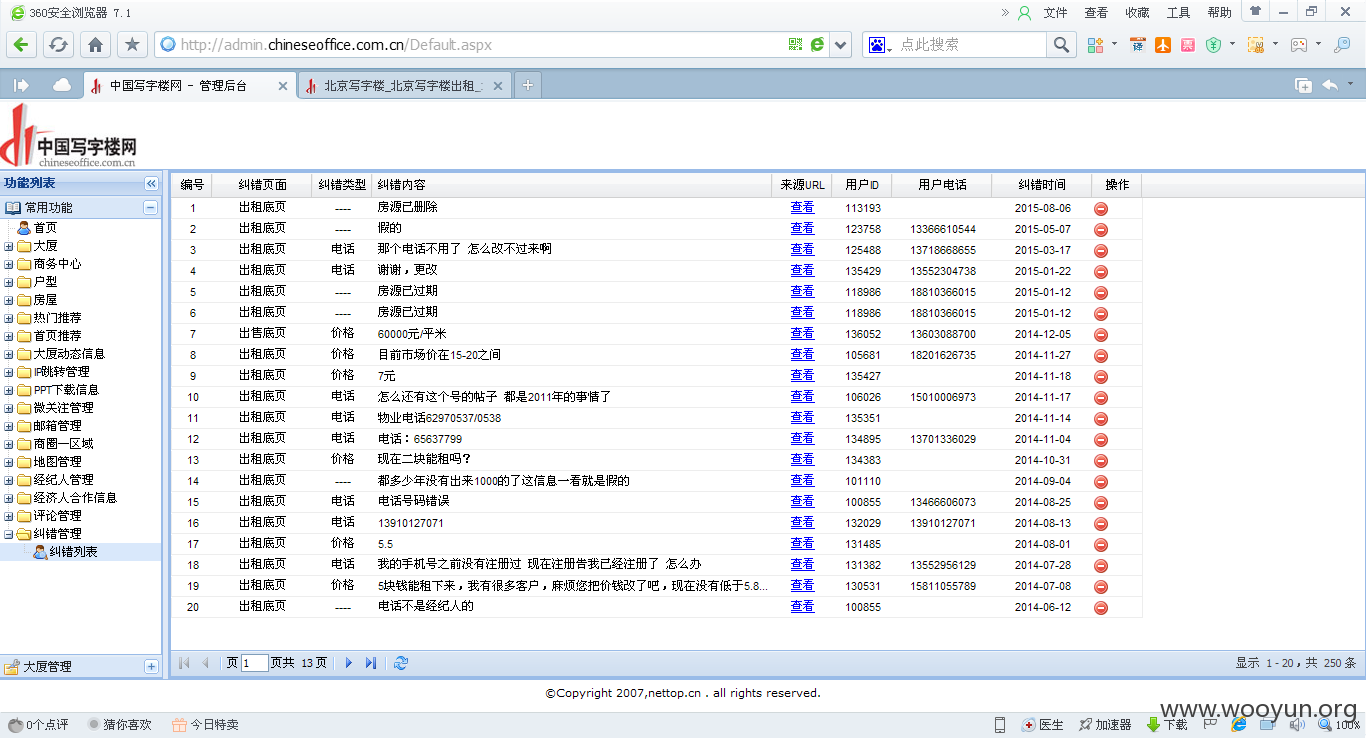 360安全浏览器 7.1
文件 查看 收藏 工具 帮助
http://admin.chineseoffice.com.cn/Default.aspx
点此搜索
译
中国写字楼网 - 管理后台
北京写字楼_北京写字楼出租_
中国写字楼网
chineseoffice.com.cn
功能列表
常用功能
首页
大厦
商务中心
户型
房屋
热门推荐
首页推荐
大厦动态信息
IP跳转管理
PPT下载信息
微关注管理
邮箱管理
商圈一区域
地图管理
经纪人管理
经济人合作信息
评论管理
纠错管理
纠错列表
大厦管理
编号 纠错页面 纠错类型 纠错内容 来源URL 用户ID 用户电话 纠错时间 操作
1 出租底页 ---- 房源已删除 查看 113193 2015-08-06
2 出租底页 ---- 假的 查看 123758 13366610544 2015-05-07
3 出租底页 电话 那个电话不用了 怎么改不过来啊 查看 125488 13718668655 2015-03-17
4 出租底页 电话 谢谢，更改 查看 135429 13552304738 2015-01-22
5 出租底页 ---- 房源已过期 查看 118986 18810366015 2015-01-12
6 出租底页 ---- 房源已过期 查看 118986 18810366015 2015-01-12
7 出售底页 价格 60000元/平米 查看 136052 13603088700 2014-12-05
8 出租底页 价格 目前市场价在15-20之间 查看 105681 18201626735 2014-11-27
9 出租底页 价格 7元 查看 135427 2014-11-18
10 出租底页 电话 怎么还有这个号的帖子 都是2011年的事情了 查看 106026 15010006973 2014-11-17
11 出租底页 电话 物业电话62970537/0538 查看 135351 2014-11-14
12 出租底页 电话 电话：65637799 查看 134895 13701336029 2014-11-04
13 出租底页 价格 现在二块能租吗？ 查看 134383 2014-10-31
14 出租底页 ---- 都多少年没有出来1000的了这信息一看就是假的 查看 101110 2014-09-04
15 出租底页 电话 电话号码错误 查看 100855 13466606073 2014-08-25
16 出租底页 电话 13910127071 查看 132029 13910127071 2014-08-13
17 出租底页 价格 5.5 查看 131485 2014-08-01
18 出租底页 电话 我的手机号之前没有注册过 现在注册告我已经注册了 怎么办 查看 131382 13552956129 2014-07-28
19 出租底页 价格 5块钱能租下来，我有很多客户，麻烦您把价钱改了吧，现在没有低于5.8... 查看 130531 15811055789 2014-07-08
20 出租底页 ---- 电话不是经纪人的 查看 100855 2014-06-12
页 1 页共 13 页
显示 1 - 20，共 250 条
©Copyright 2007,nettop.cn . all rights reserved.
www.wooyun.org
0个点评 猜你喜欢 今日特卖
医生 加速器 下载 100%